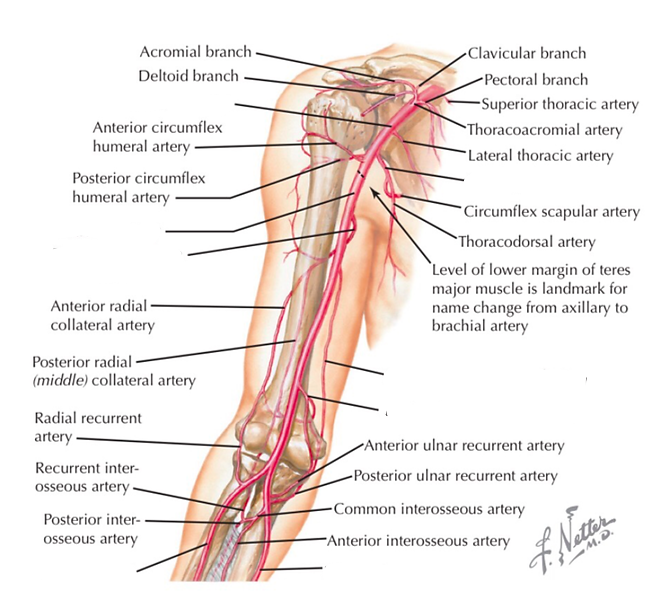 Acromial branch
Deltoid branch
Anterior circumflex
humeral artery
Posterior circumflex
humeral artery
Anterior radial
collateral artery
Posterior radial
(middle) collateral artery
Radial recurrent
artery
Recurrent inter-
osseous artery
Posterior inter-
osseous artery
Clavicular branch
Pectoral branch
Superior thoracic artery
Thoracoacromial artery
Lateral thoracic artery
Circumflex scapular artery
Thoracodorsal artery
Level of lower margin of teres
major muscle is landmark for
name change from axillary to
brachial artery
Anterior ulnar recurrent artery
Posterior ulnar recurrent artery
Common interosseous artery
Anterior interosseous artery
f. Netter
M.D.